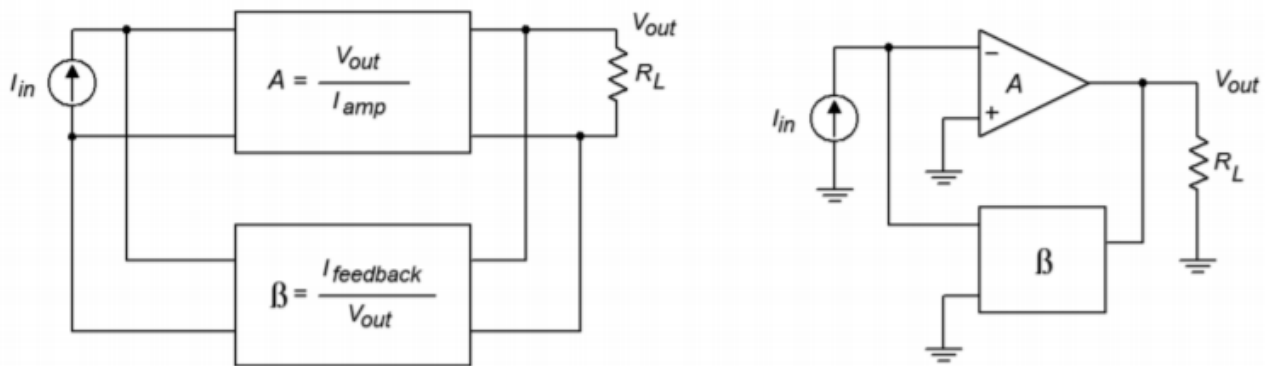 I_in
A = V_out / I_amp
V_out
R_L
ß = I_feedback / V_out
I_in
−
+
A
V_out
R_L
ß